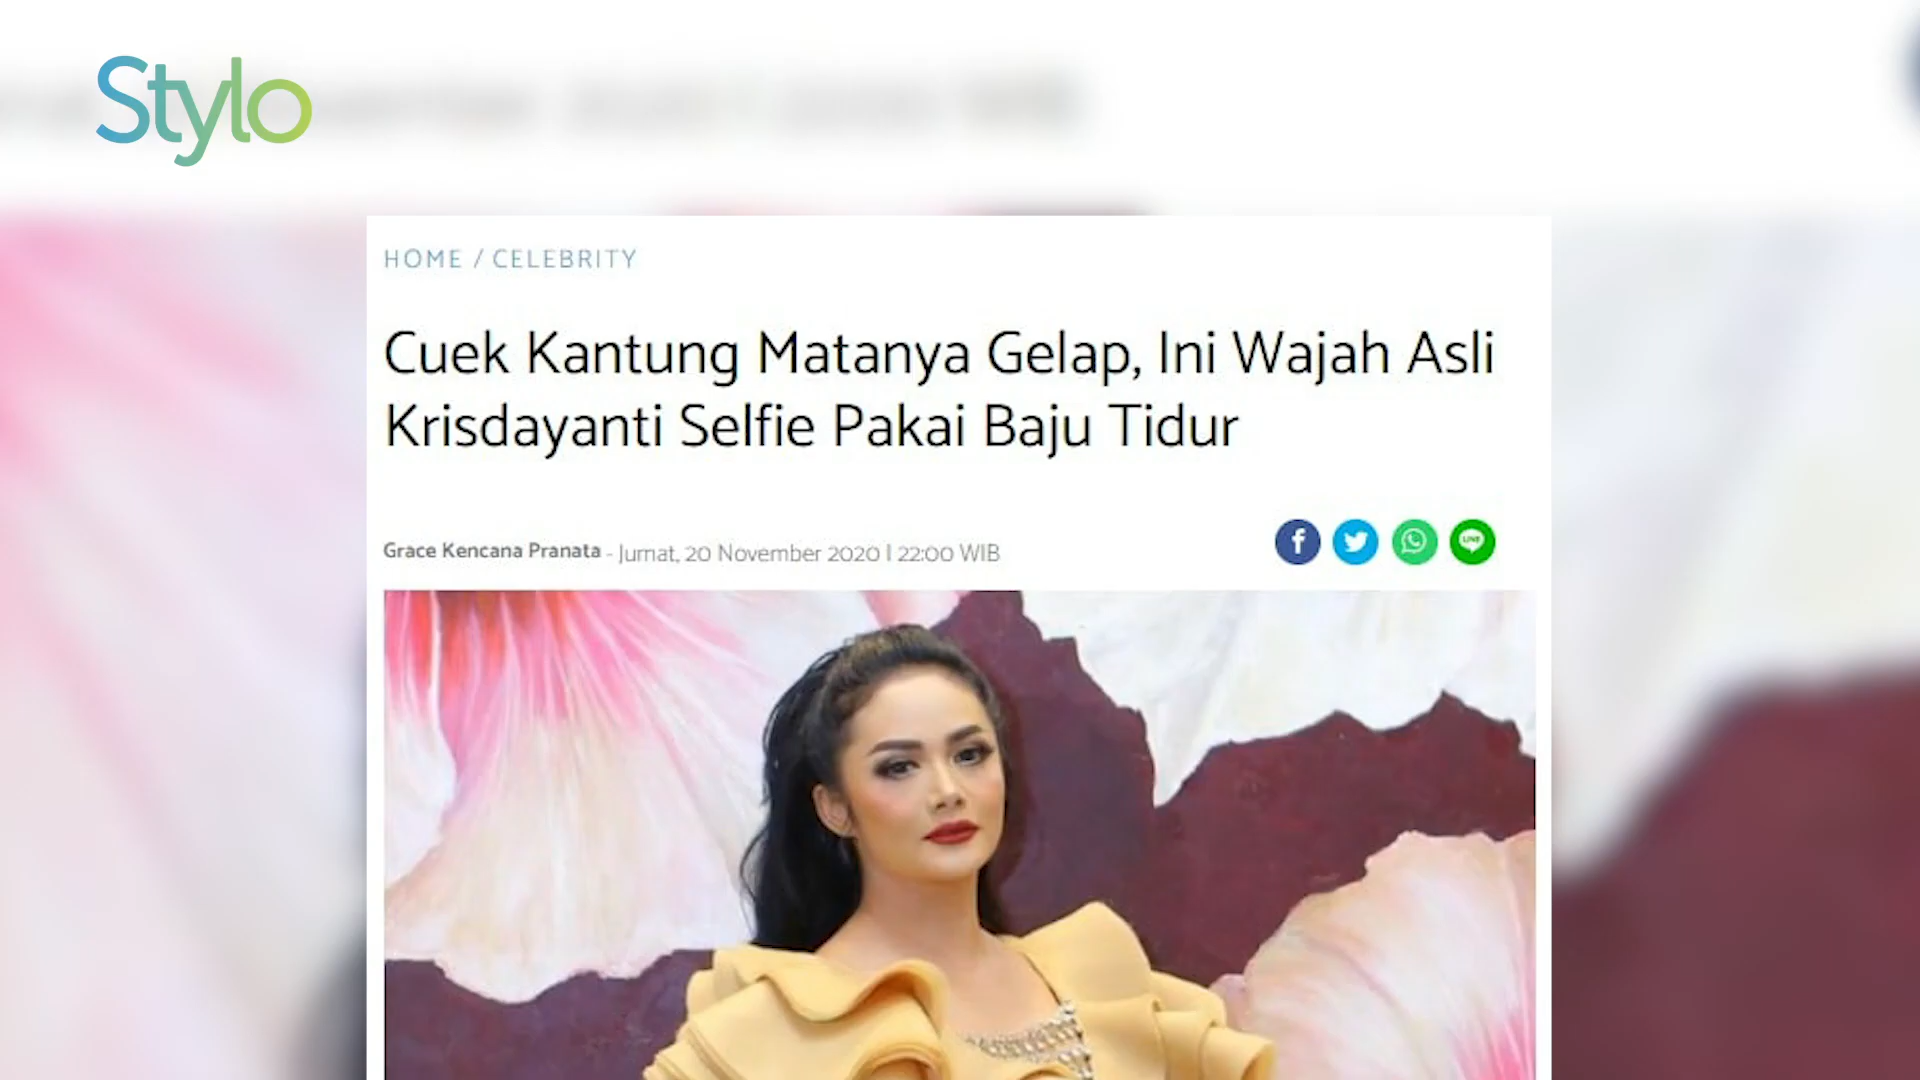 Stylo
HOME / CELEBRITY
Cuek Kantung Matanya Gelap, Ini Wajah Asli
Krisdayanti Selfie Pakai Baju Tidur
Grace Kencana Pranata - Jumat, 20 November 2020 | 22:00 WIB
LINE